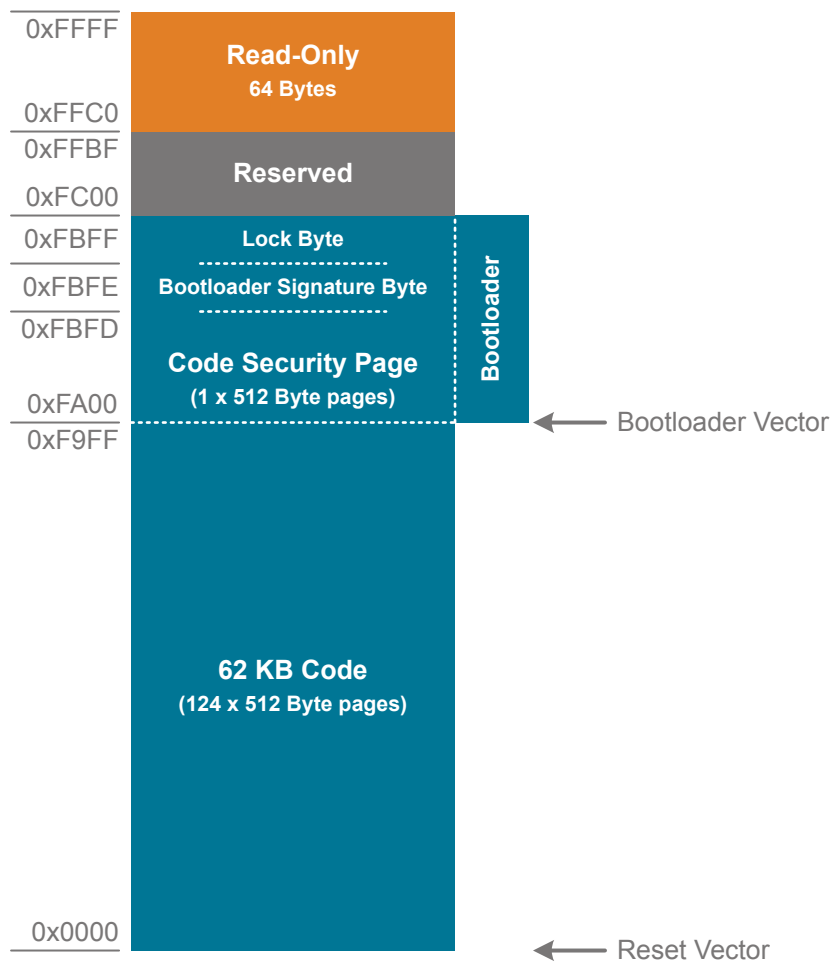 0xFFFF
Read-Only
64 Bytes
0xFFC0
0xFFBF
Reserved
0xFC00
0xFBFF
Lock Byte
0xFBFE
Bootloader Signature Byte
0xFBFD
Bootloader
Code Security Page
(1 x 512 Byte pages)
0xFA00
Bootloader Vector
0xF9FF
62 KB Code
(124 x 512 Byte pages)
0x0000
Reset Vector